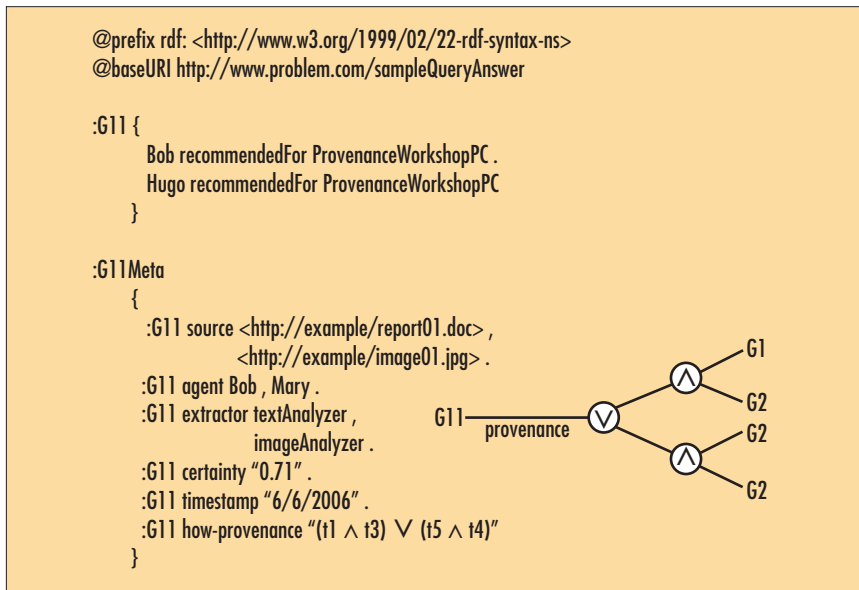 @prefix rdf: <http://www.w3.org/1999/02/22-rdf-syntax-ns>
@baseURI http://www.problem.com/sampleQueryAnswer
:G11 {
Bob recommendedFor ProvenanceWorkshopPC .
Hugo recommendedFor ProvenanceWorkshopPC
}
:G11Meta
{
:G11 source <http://example/report01.doc> ,
<http://example/image01.jpg> .
:G11 agent Bob , Mary .
:G11 extractor textAnalyzer ,
imageAnalyzer .
:G11 certainty “0.71” .
:G11 timestamp “6/6/2006” .
:G11 how-provenance “(t1 ∧ t3) ∨ (t5 ∧ t4)”
}
G11
provenance
∨
∧
G1
G2
∧
G2
G2